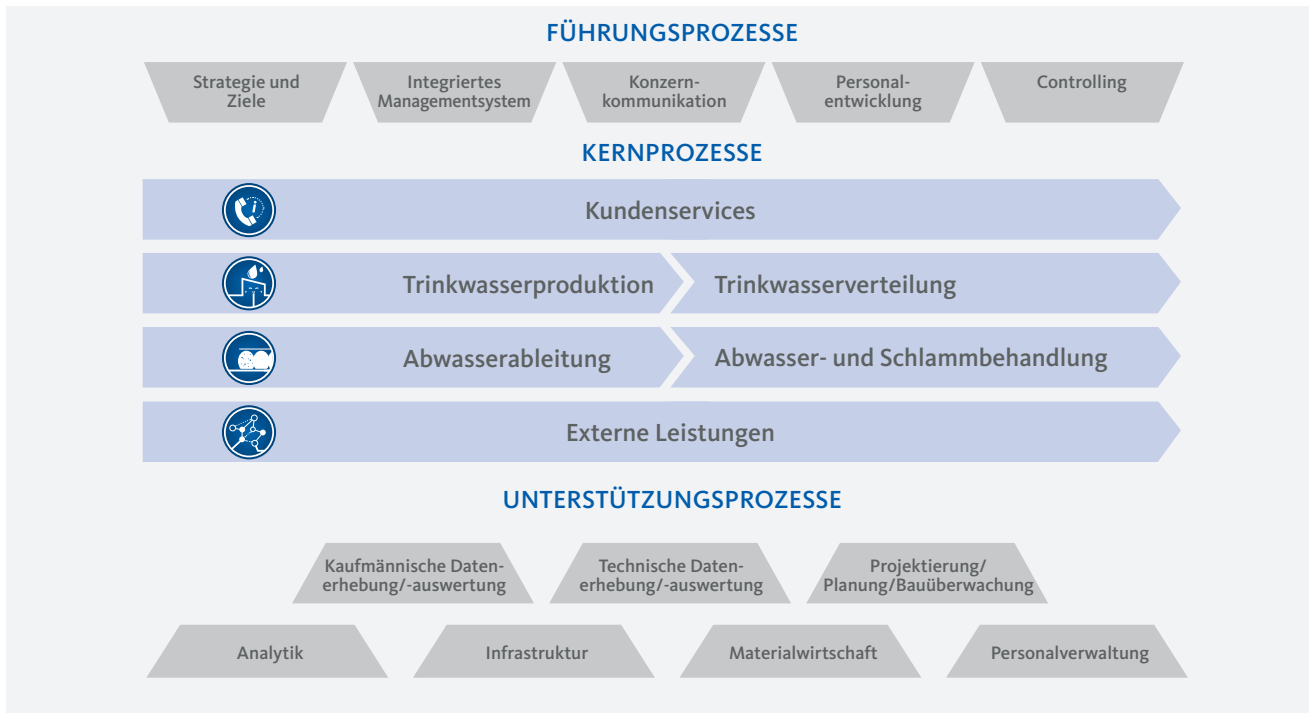 FÜHRUNGSPROZESSE
Strategie und
Ziele
Integriertes
Managementsystem
Konzern-
kommunikation
Personal-
entwicklung
Controlling
KERNPROZESSE
Kundenservices
Trinkwasserproduktion
Trinkwasserverteilung
Abwasserableitung
Abwasser- und Schlammbehandlung
Externe Leistungen
UNTERSTÜTZUNGSPROZESSE
Kaufmännische Daten-
erhebung/-auswertung
Technische Daten-
erhebung/-auswertung
Projektierung/
Planung/Bauüberwachung
Analytik
Infrastruktur
Materialwirtschaft
Personalverwaltung